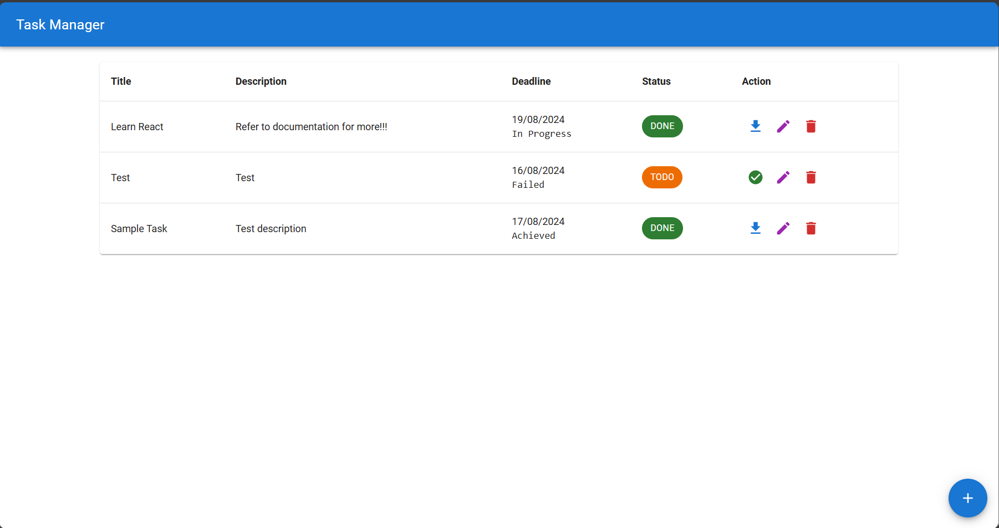 Task Manager
Title Description Deadline Status Action
Learn React Refer to documentation for more!!! 19/08/2024 DONE
In Progress
Test Test 16/08/2024 TODO
Failed
Sample Task Test description 17/08/2024 DONE
Achieved